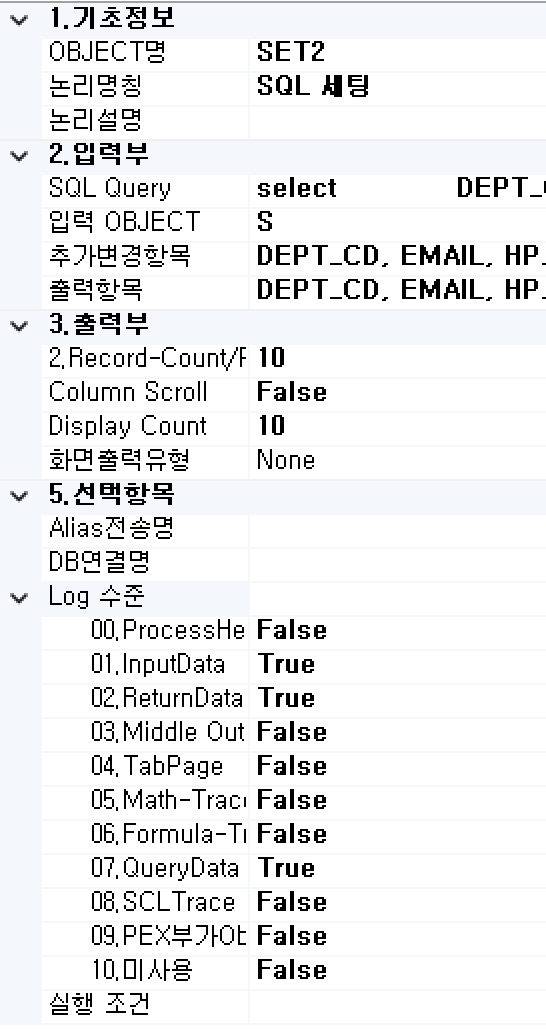 1.기초정보
OBJECT명 SET2
논리명칭 SQL 세팅
논리설명
2.입력부
SQL Query select DEPT_
입력 OBJECT S
추가변경항목 DEPT_CD, EMAIL, HP_
출력항목 DEPT_CD, EMAIL, HP_
3.출력부
2.Record-Count/F 10
Column Scroll False
Display Count 10
화면출력유형 None
5.선택항목
Alias전송명
DB연결명
Log 수준
00.ProcessHe False
01.InputData True
02.ReturnData True
03.Middle Out False
04.TabPage False
05.Math-Trac False
06.Formula-T False
07.QueryData True
08.SCLTrace False
09.PEX부가Ob False
10.미사용 False
실행 조건